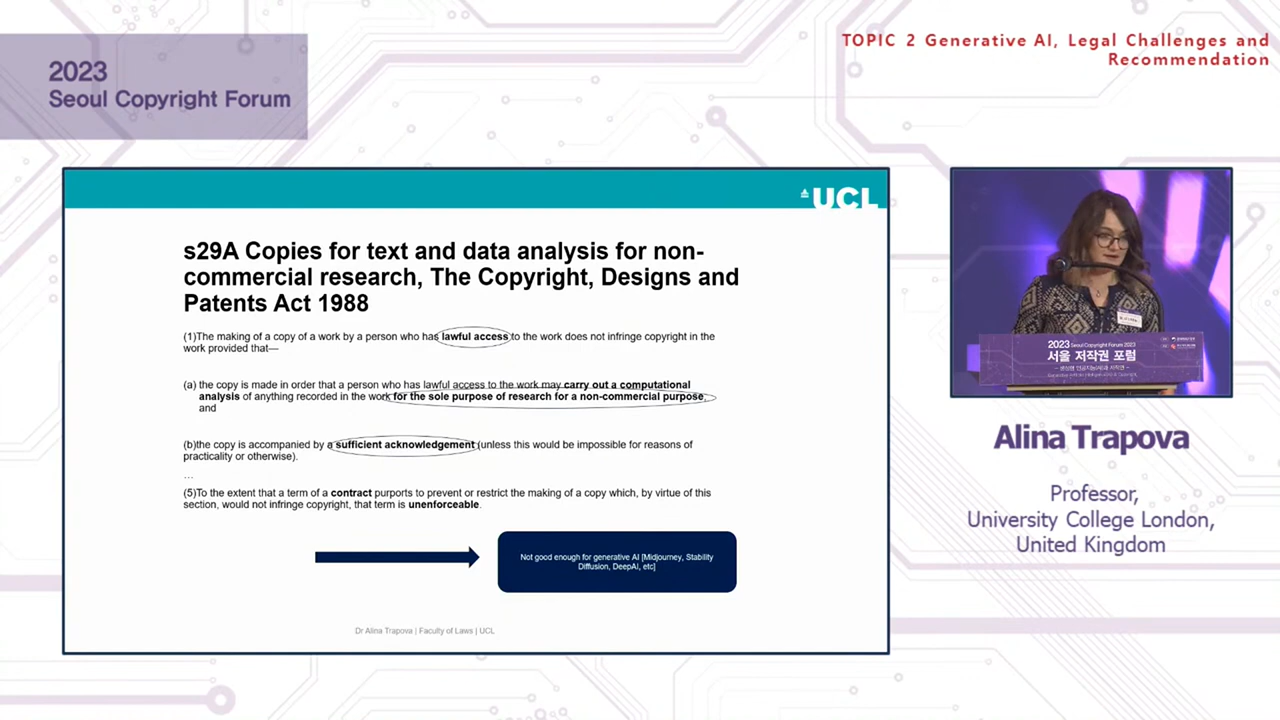 TOPIC 2 Generative AI, Legal Challenges and
Recommendation
2023
Seoul Copyright Forum
UCL
s29A Copies for text and data analysis for non-
commercial research, The Copyright, Designs and
Patents Act 1988
(1)The making of a copy of a work by a person who has lawful access to the work does not infringe copyright in the
work provided that—
(a) the copy is made in order that a person who has lawful access to the work may carry out a computational
analysis of anything recorded in the work for the sole purpose of research for a non-commercial purpose,
and
(b)the copy is accompanied by a sufficient acknowledgement (unless this would be impossible for reasons of
practicality or otherwise).
…
(5)To the extent that a term of a contract purports to prevent or restrict the making of a copy which, by virtue of this
section, would not infringe copyright, that term is unenforceable.
Not good enough for generative AI [Midjourney, Stability
Diffusion, DeepAI, etc]
Dr Alina Trapova | Faculty of Laws | UCL
2023 Seoul Copyright Forum 2023
서울 저작권 포럼
Alina Trapova
Professor,
University College London,
United Kingdom